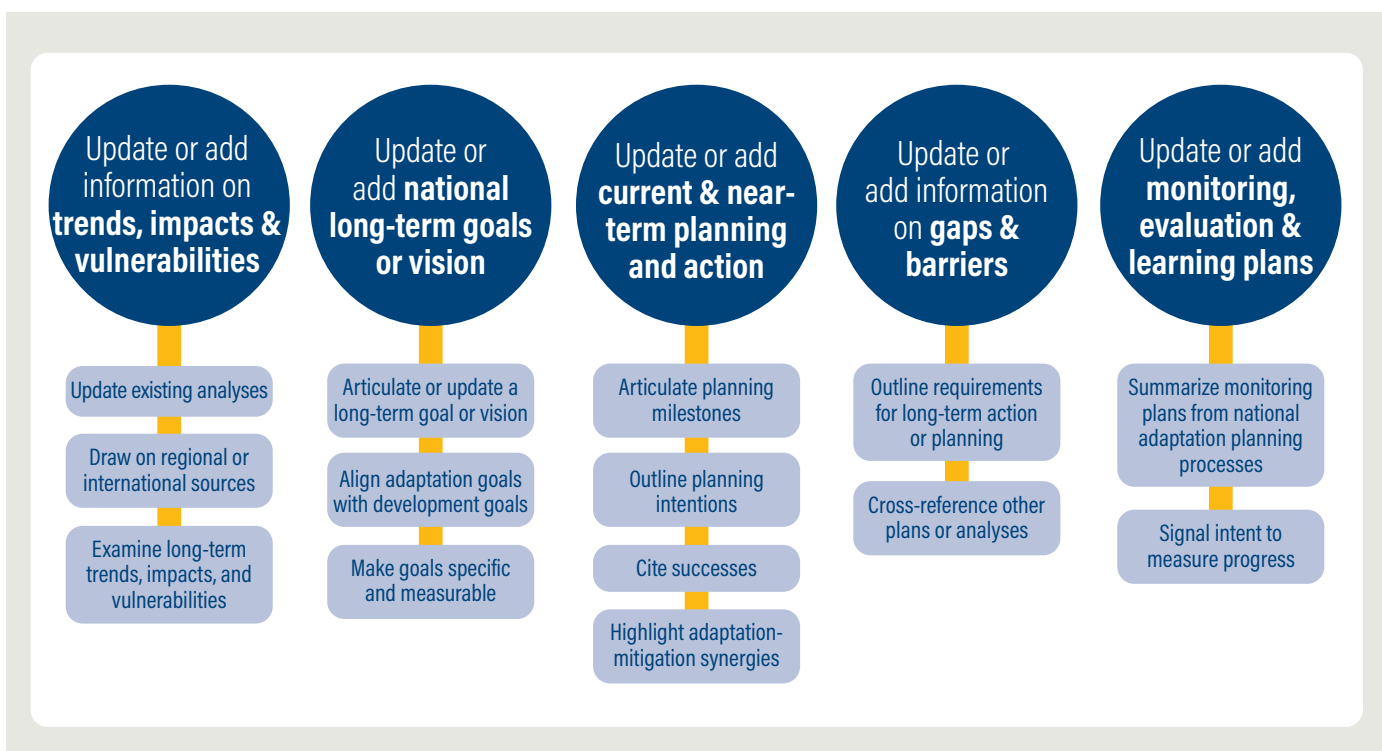 Update or add
information on
trends, impacts &
vulnerabilities
Update existing analyses
Draw on regional or
international sources
Examine long-term
trends, impacts, and
vulnerabilities
Update or
add national
long-term goals
or vision
Articulate or update a
long-term goal or vision
Align adaptation goals
with development goals
Make goals specific
and measurable
Update or add
current & near-
term planning
and action
Articulate planning
milestones
Outline planning
intentions
Cite successes
Highlight adaptation-
mitigation synergies
Update or
add information
on gaps &
barriers
Outline requirements
for long-term action
or planning
Cross-reference other
plans or analyses
Update or add
monitoring,
evaluation &
learning plans
Summarize monitoring
plans from national
adaptation planning
processes
Signal intent to
measure progress